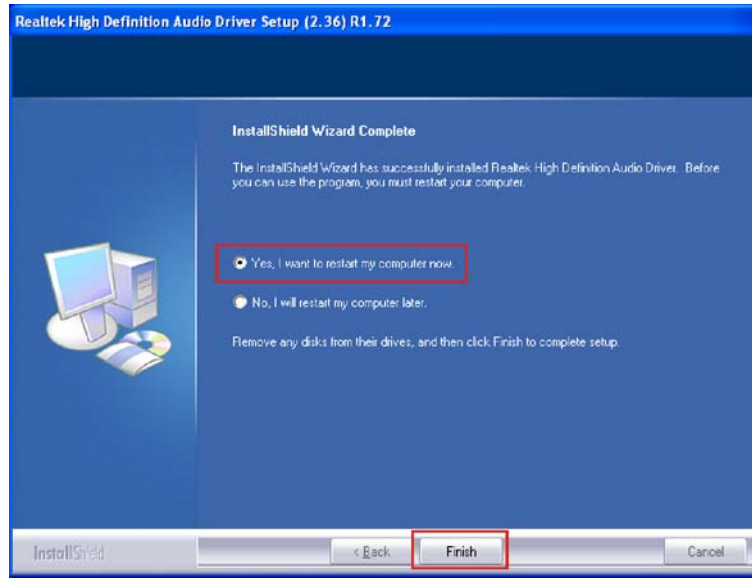 Realtek High Definition Audio Driver Setup (2.36) R1.72
InstallShield Wizard Complete
The InstallShield Wizard has successfully installed Realtek High Definition Audio Driver. Before
you can use the program, you must restart your computer.
Yes, I want to restart my computer now.
No, I will restart my computer later.
Remove any disks from their drives, and then click Finish to complete setup.
InstallShield
< Back
Finish
Cancel